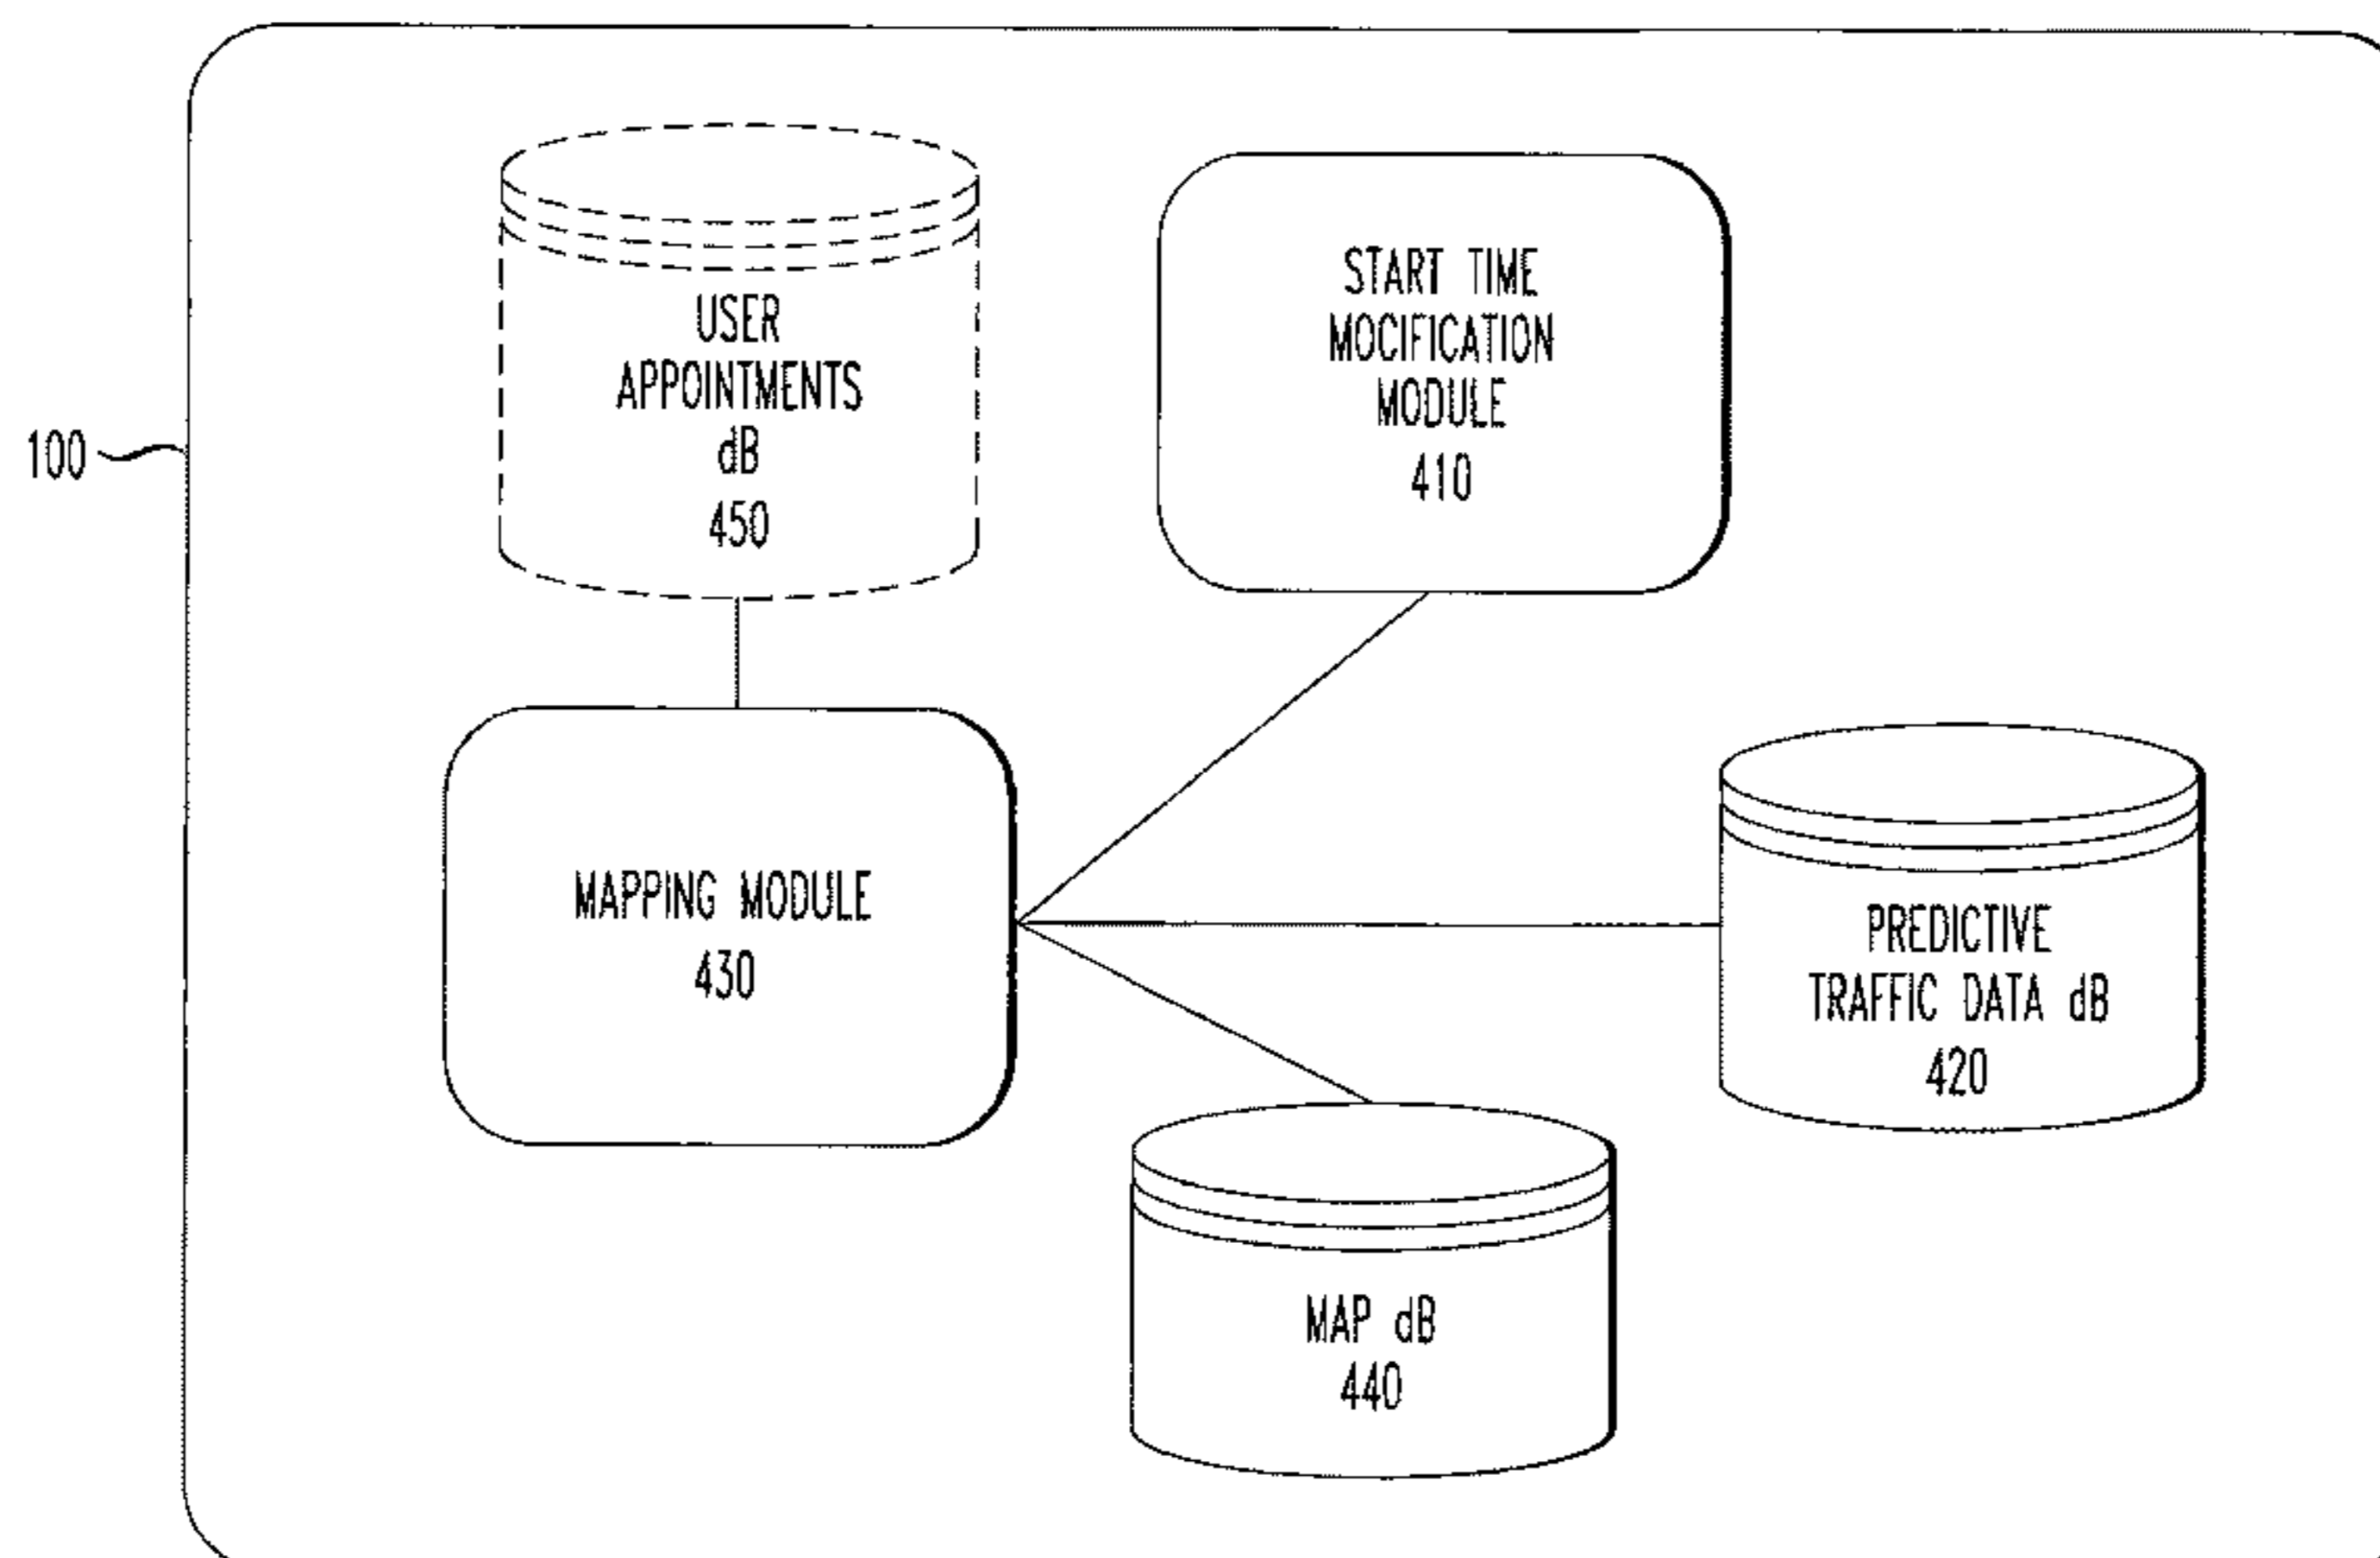 100
USER
APPOINTMENTS
dB
450
START TIME
MOCIFICATION
MODULE
410
MAPPING MODULE
430
PREDICTIVE
TRAFFIC DATA dB
420
MAP dB
440